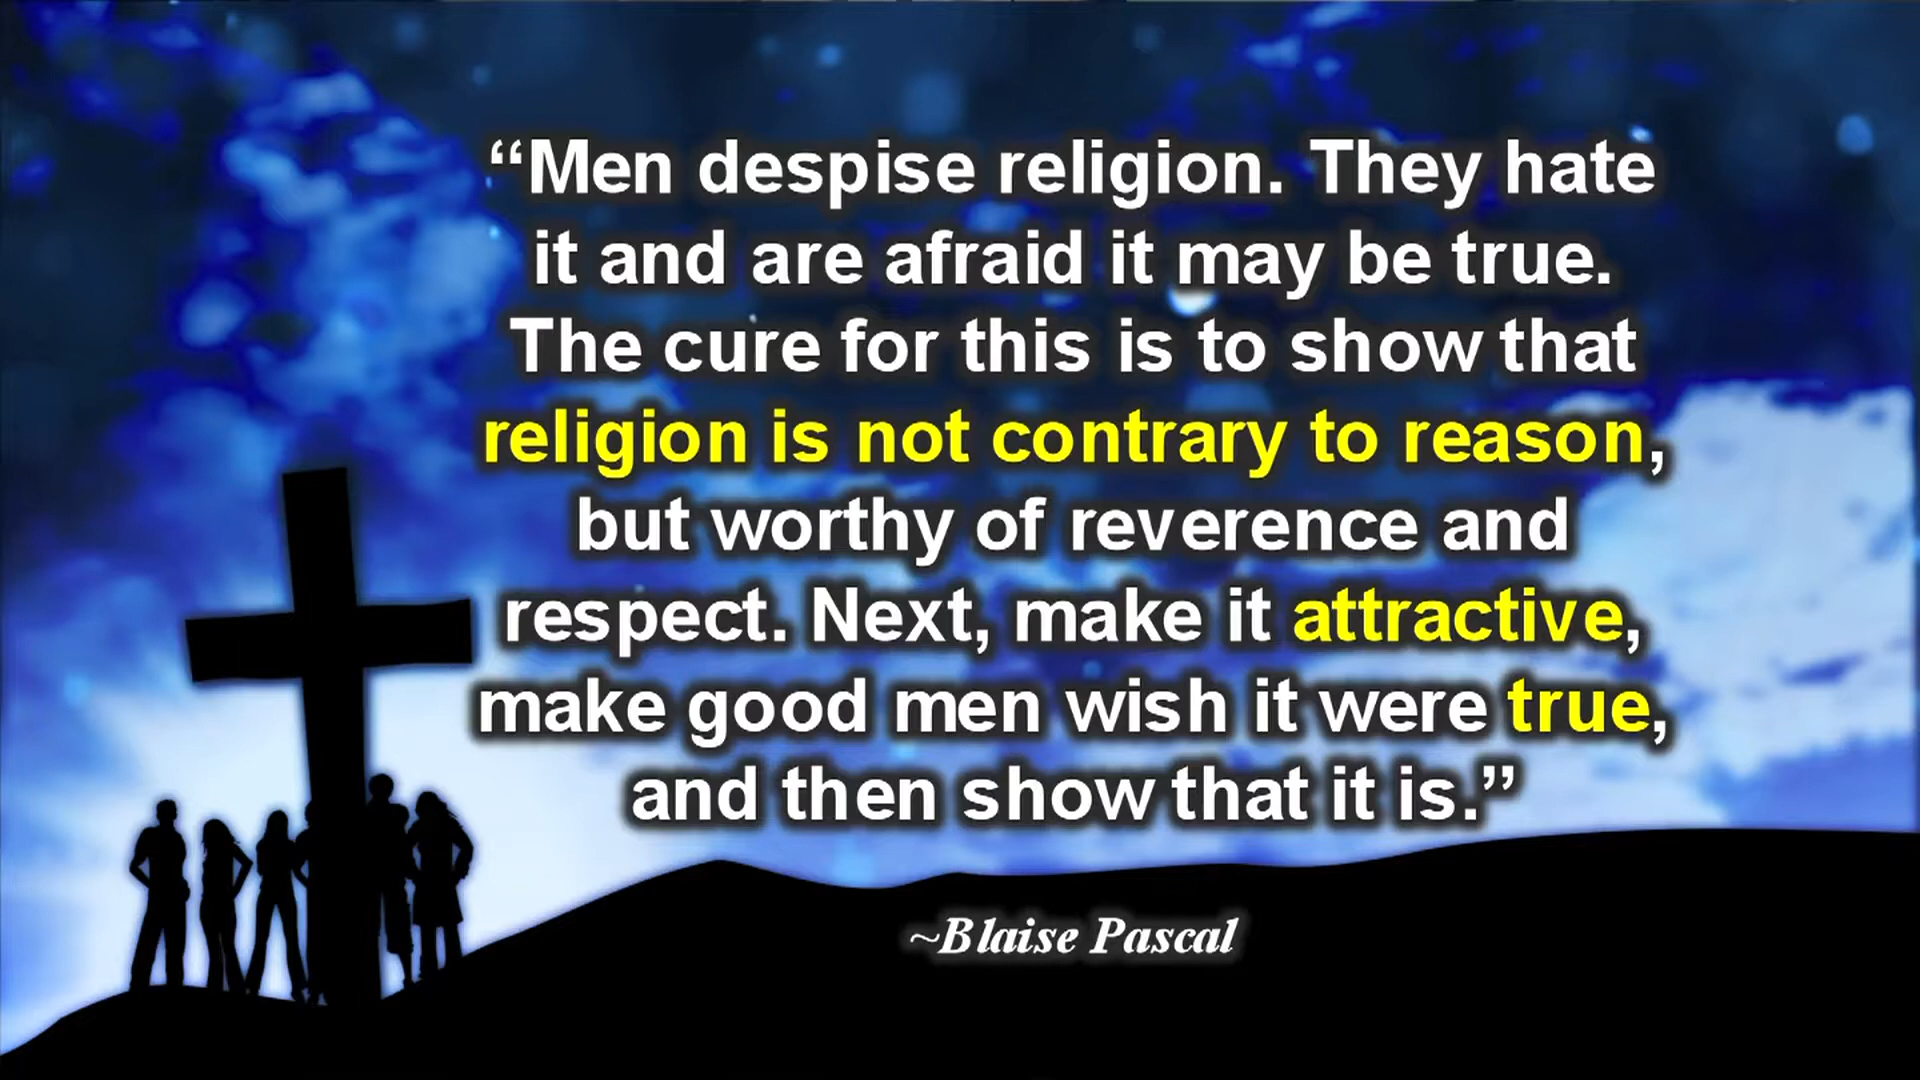 “Men despise religion. They hate
it and are afraid it may be true.
The cure for this is to show that
religion is not contrary to reason,
but worthy of reverence and
respect. Next, make it attractive,
make good men wish it were true,
and then show that it is.”
~Blaise Pascal